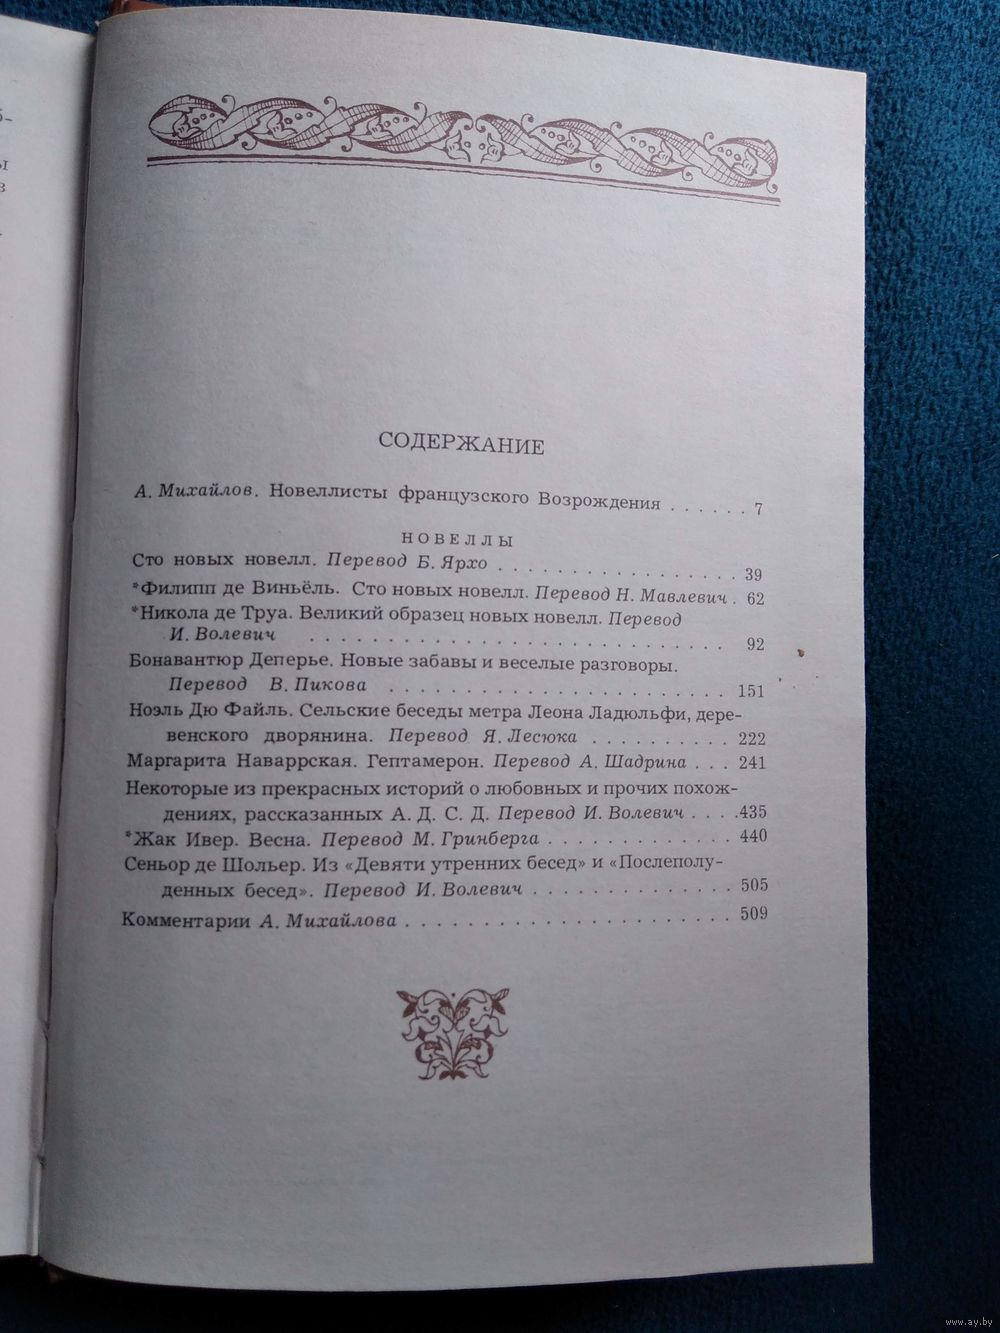 б-
ы
в
СОДЕРЖАНИЕ
А. Михайлов. Новеллисты французского Возрождения . . . . . . 7
НОВЕЛЛЫ
Сто новых новелл. Перевод Б. Ярхо . . . . . . . . . . . . . . . . 39
*Филипп де Виньёль. Сто новых новелл. Перевод Н. Мавлевич . 62
*Никола де Труа. Великий образец новых новелл. Перевод
И. Волевич . . . . . . . . . . . . . . . . . . . . . . 92
Бонавантюр Деперье. Новые забавы и веселые разговоры.
Перевод В. Пикова . . . . . . . . . . . . . . . . . . . . . . 151
Ноэль Дю Файль. Сельские беседы метра Леона Ладюльфи, дере-
венского дворянина. Перевод Я. Лесюка . . . . . . . . . . 222
Маргарита Наваррская. Гептамерон. Перевод А. Шадрина . . . 241
Некоторые из прекрасных историй о любовных и прочих похож-
дениях, рассказанных А. Д. С. Д. Перевод И. Волевич . . . .435
*Жак Ивер. Весна. Перевод М. Гринберга . . . . . . . . . . . . . 440
Сеньор де Шольер. Из «Девяти утренних бесед» и «Послеполу-
денных бесед». Перевод И. Волевич . . . . . . . . . . . . . . 505
Комментарии А. Михайлова . . . . . . . . . . . . . . . . . . . . . . 509
www.ay.by